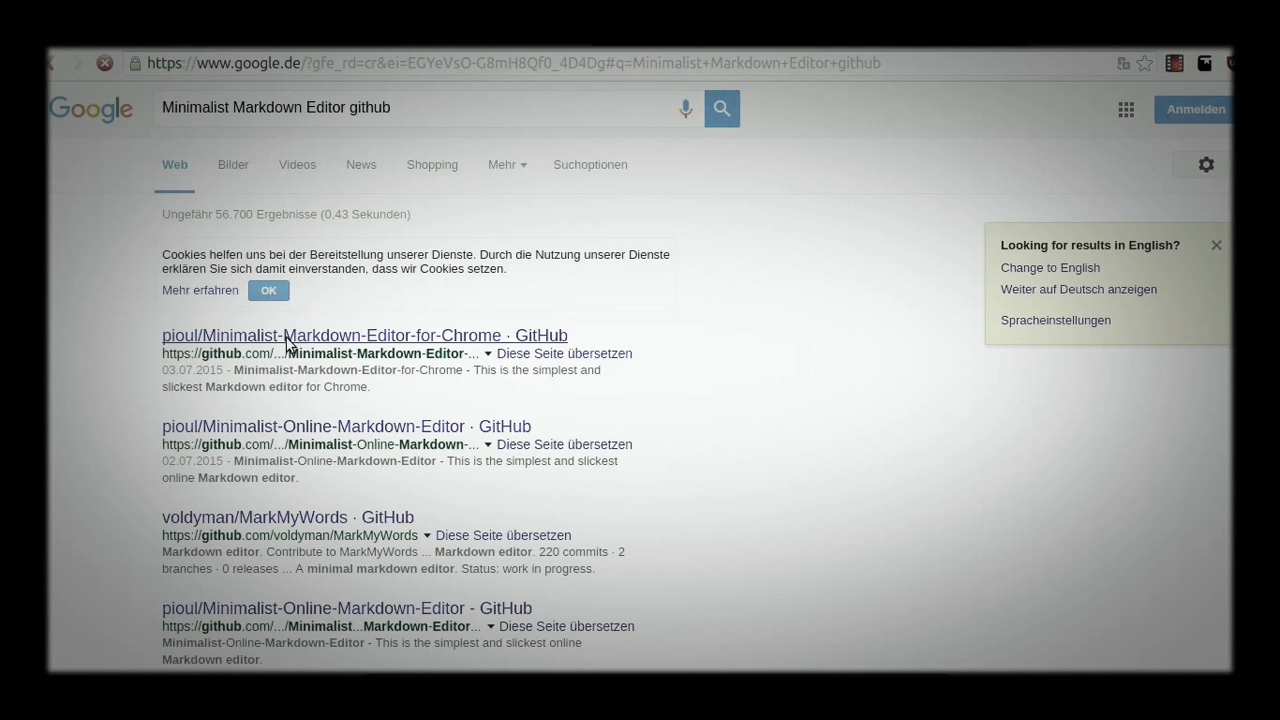 https://www.google.de/?gfe_rd=cr&ei=EGYeVsO-G8mH8Qf0_4D4Dg#q=Minimalist+Markdown+Editor+github
Google
Minimalist Markdown Editor github
Anmelden
Web Bilder Videos News Shopping Mehr Suchoptionen
Ungefähr 56.700 Ergebnisse (0,43 Sekunden)
Cookies helfen uns bei der Bereitstellung unserer Dienste. Durch die Nutzung unserer Dienste
erklären Sie sich damit einverstanden, dass wir Cookies setzen.
Mehr erfahren OK
Looking for results in English?
Change to English
Weiter auf Deutsch anzeigen
Spracheinstellungen
pioul/Minimalist-Markdown-Editor-for-Chrome · GitHub
https://github.com/.../Minimalist-Markdown-Editor-... Diese Seite übersetzen
03.07.2015 - Minimalist-Markdown-Editor-for-Chrome - This is the simplest and
slickest Markdown editor for Chrome.
pioul/Minimalist-Online-Markdown-Editor · GitHub
https://github.com/.../Minimalist-Online-Markdown-... Diese Seite übersetzen
02.07.2015 - Minimalist-Online-Markdown-Editor - This is the simplest and slickest
online Markdown editor.
voldyman/MarkMyWords · GitHub
https://github.com/voldyman/MarkMyWords Diese Seite übersetzen
Markdown editor. Contribute to MarkMyWords ... Markdown editor. 220 commits · 2
branches · 0 releases ... A minimal markdown editor. Status: work in progress.
pioul/Minimalist-Online-Markdown-Editor - GitHub
https://github.com/.../Minimalist...Markdown-Editor... Diese Seite übersetzen
Minimalist-Online-Markdown-Editor - This is the simplest and slickest online
Markdown editor.